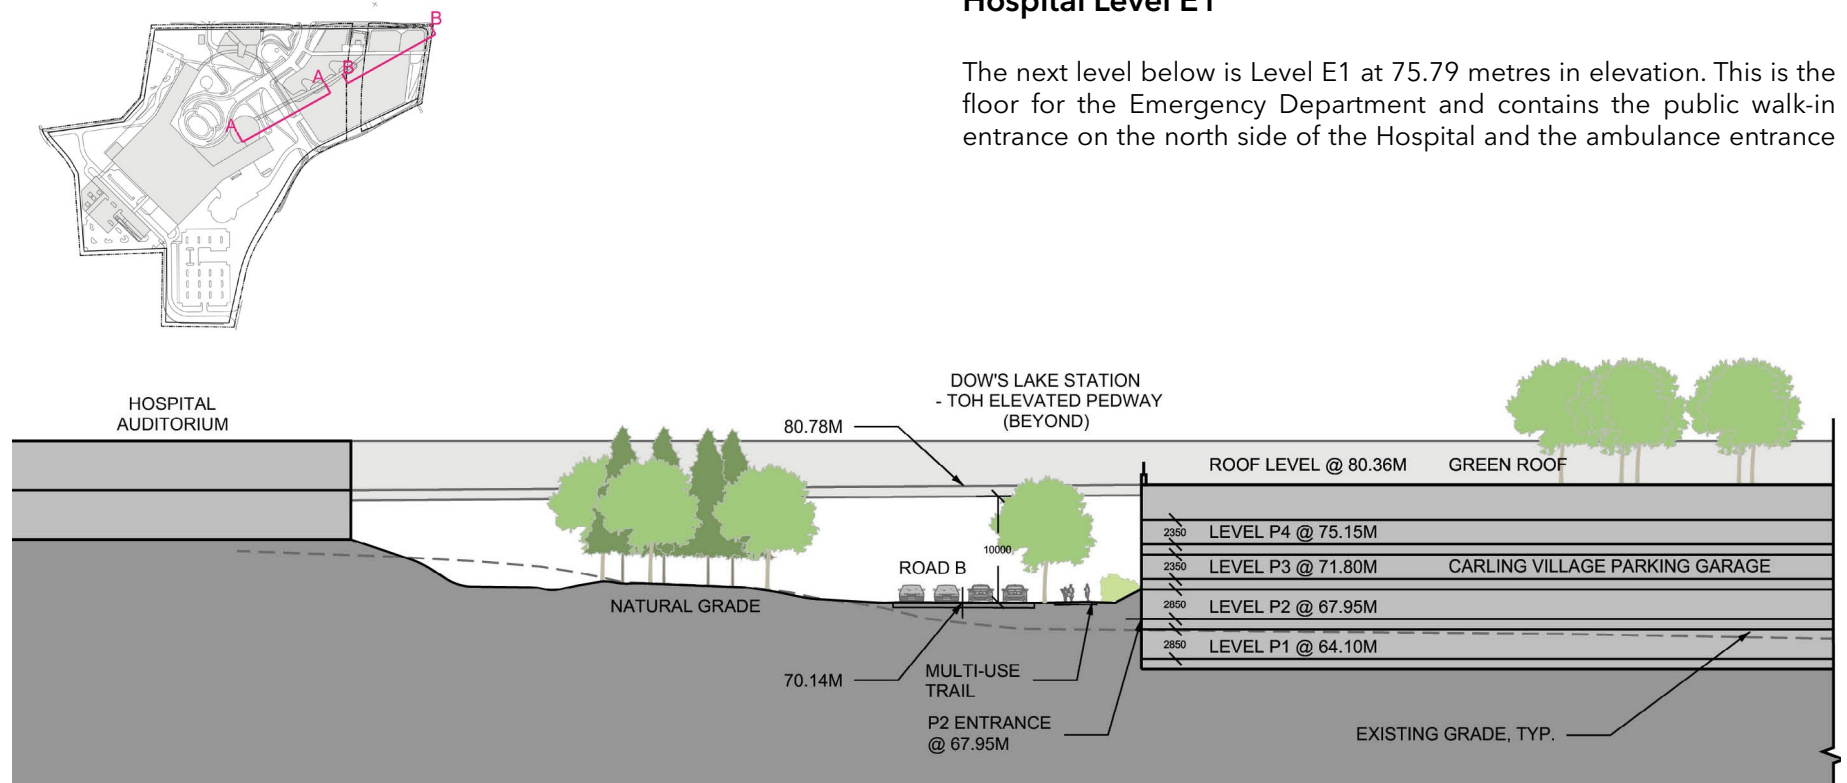 Hospital Level E1
The next level below is Level E1 at 75.79 metres in elevation. This is the
floor for the Emergency Department and contains the public walk-in
entrance on the north side of the Hospital and the ambulance entrance
B
A
B
A
HOSPITAL
AUDITORIUM
DOW'S LAKE STATION
- TOH ELEVATED PEDWAY
(BEYOND)
80.78M
ROOF LEVEL @ 80.36M
GREEN ROOF
2350
LEVEL P4 @ 75.15M
10000
2350
LEVEL P3 @ 71.80M
CARLING VILLAGE PARKING GARAGE
ROAD B
NATURAL GRADE
2850
LEVEL P2 @ 67.95M
2850
LEVEL P1 @ 64.10M
70.14M
MULTI-USE
TRAIL
P2 ENTRANCE
@ 67.95M
EXISTING GRADE, TYP.